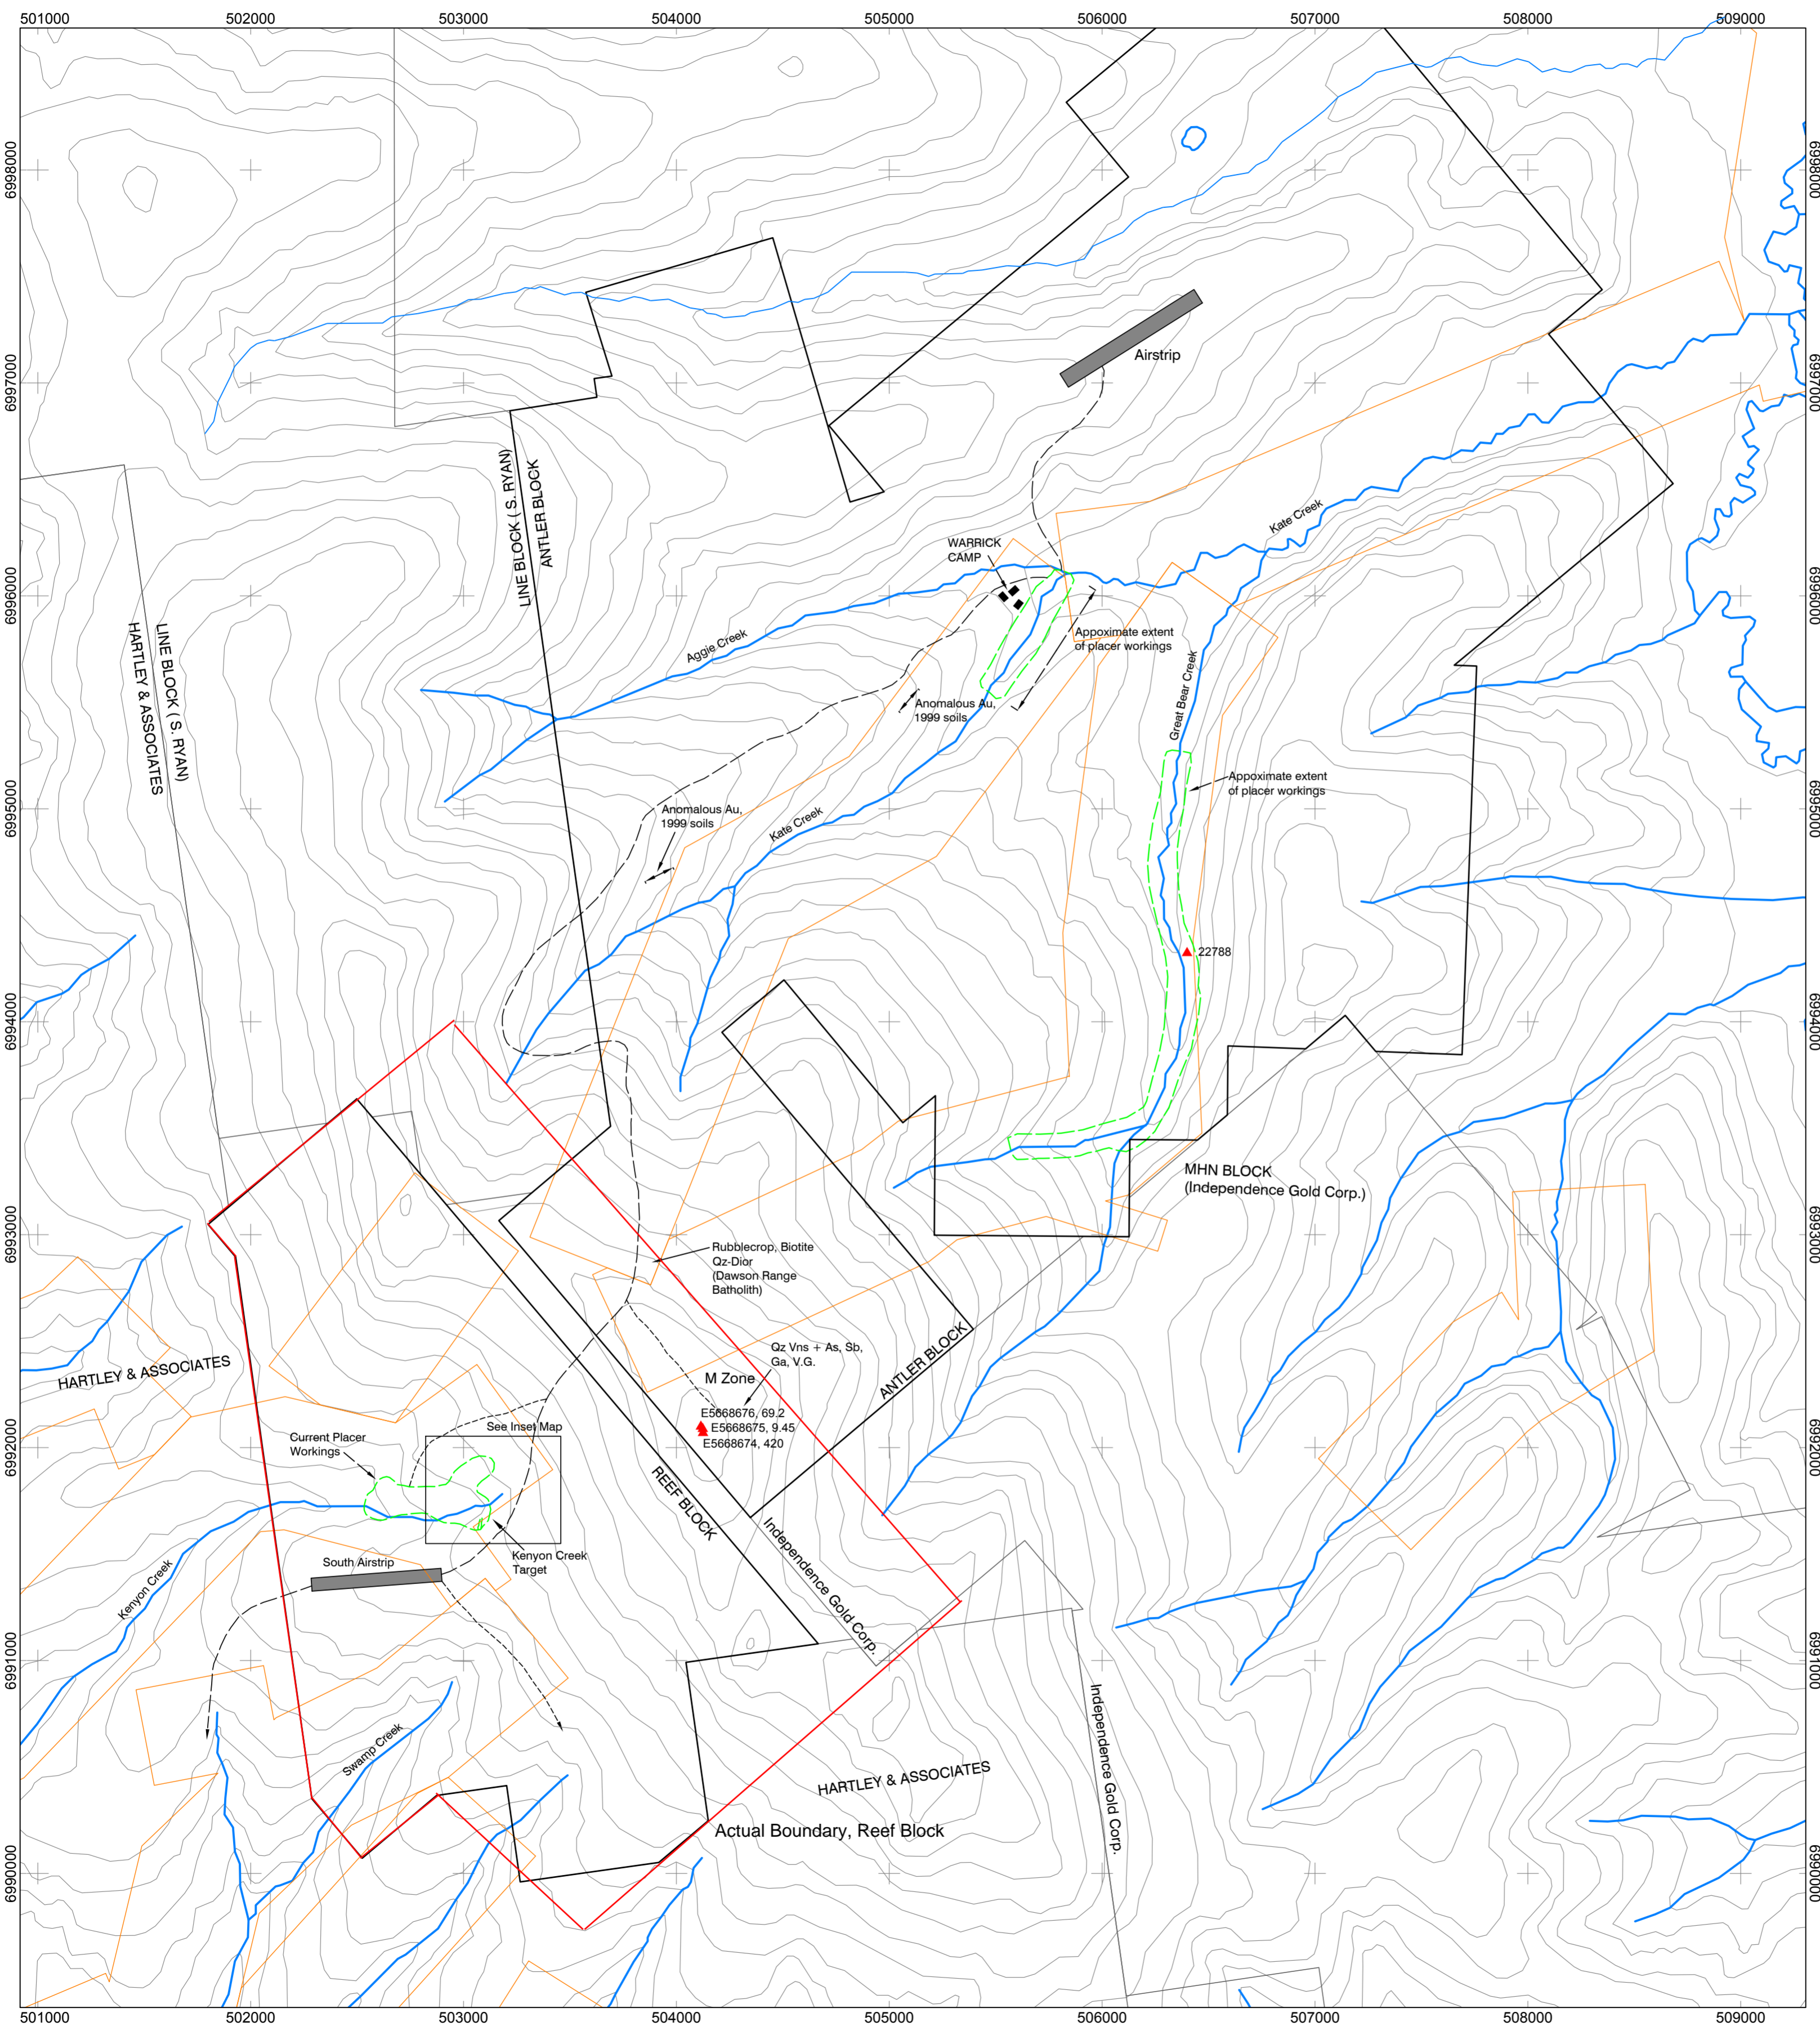 501000 502000 503000 504000 505000 506000 507000 508000 509000
6998000
6998000
Airstrip
6997000
6997000
LINE BLOCK ( S. RYAN)
ANTLER BLOCK
Kate Creek
WARRICK
CAMP
6996000
6996000
Appoximate extent
of placer workings
Aggie Creek
LINE BLOCK ( S. RYAN)
HARTLEY & ASSOCIATES
Great Bear Creek
Anomalous Au,
1999 soils
Appoximate extent
of placer workings
6995000
6995000
Anomalous Au,
1999 soils
Kate Creek
22788
6994000
6994000
MHN BLOCK
(Independence Gold Corp.)
6993000
6993000
Rubblecrop, Biotite
Qz-Dior
(Dawson Range
Batholith)
Qz Vns + As, Sb,
Ga, V.G.
ANTLER BLOCK
HARTLEY & ASSOCIATES
M Zone
E5668676, 69.2
E5668675, 9.45
E5668674, 420
See Inset Map
Current Placer
Workings
6992000
6992000
REEF BLOCK
Independence Gold Corp.
Kenyon Creek
Target
South Airstrip
Kenyon Creek
6991000
6991000
Independence Gold Corp.
Swamp Creek
HARTLEY & ASSOCIATES
Actual Boundary, Reef Block
6990000
6990000
501000 502000 503000 504000 505000 506000 507000 508000 509000